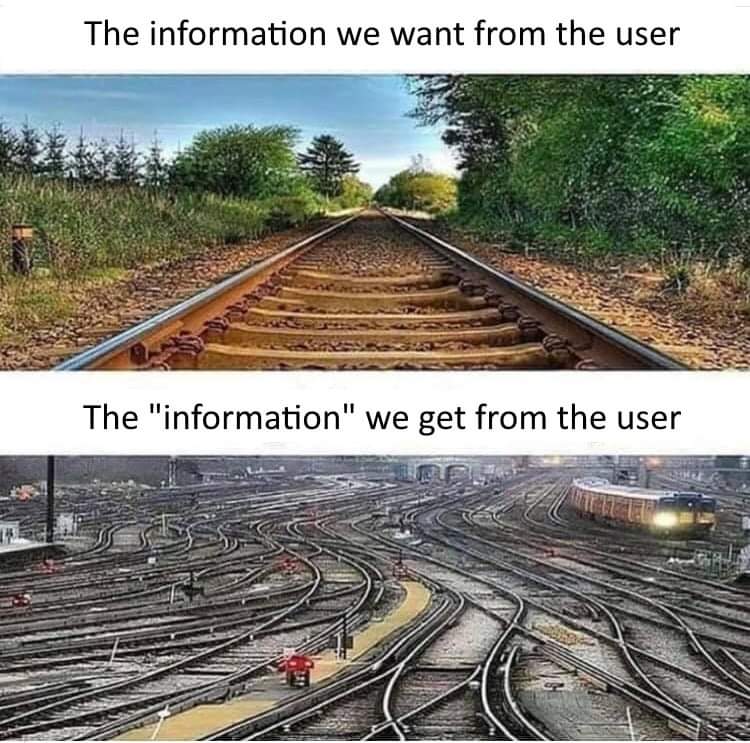 The information we want from the user
The "information" we get from the user